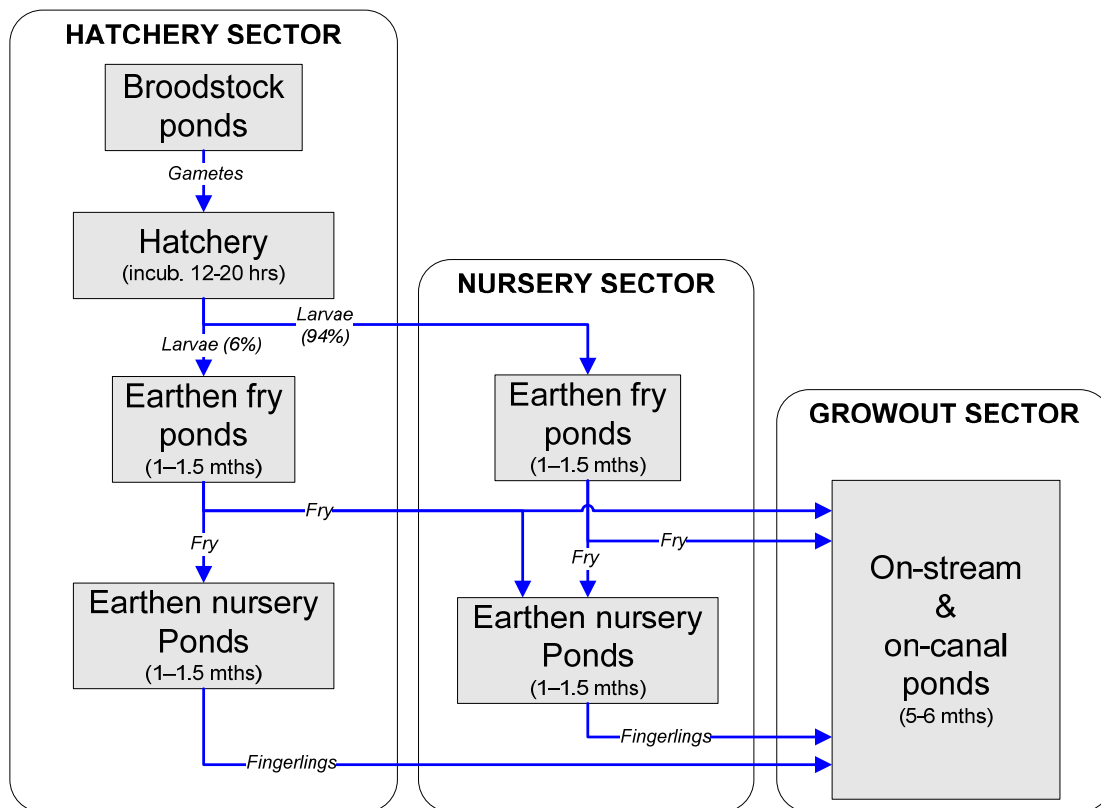 HATCHERY SECTOR
Broodstock
ponds
Gametes
Hatchery
(incub. 12-20 hrs)
Larvae (6%)
Larvae
(94%)
Earthen fry
ponds
(1–1.5 mths)
Fry
Fry
Earthen nursery
Ponds
(1–1.5 mths)
Fingerlings
NURSERY SECTOR
Earthen fry
ponds
(1–1.5 mths)
Fry
Fry
Earthen nursery
Ponds
(1–1.5 mths)
Fingerlings
GROWOUT SECTOR
On-stream
&
on-canal
ponds
(5-6 mths)